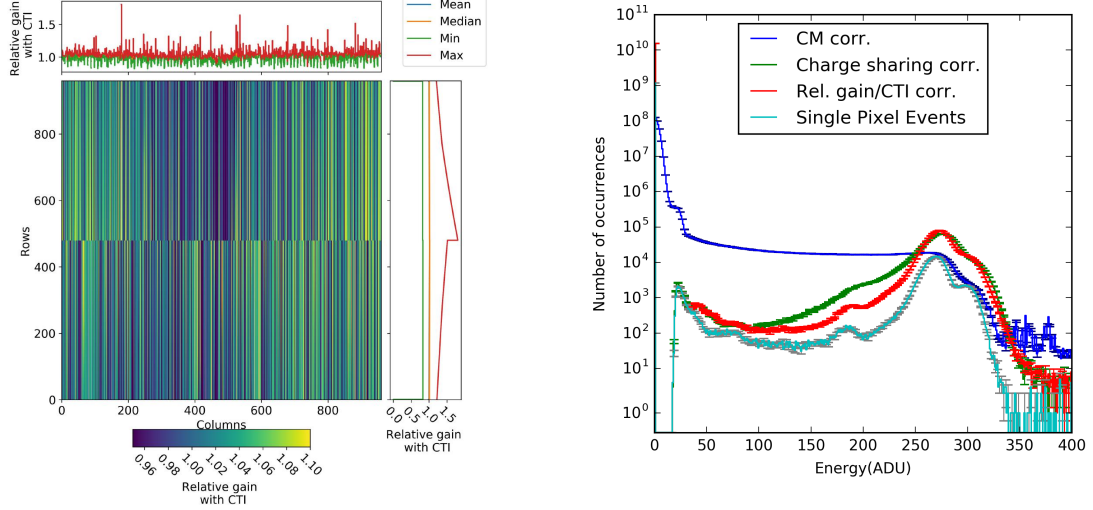 Relative gain
with CTI
1.5
1.0
Mean
Median
Min
Max
800
600
400
200
0
Rows
0
200
400
600
800
Columns
0.0
0.5
1.0
1.5
Relative gain
with CTI
0.96
0.98
1.00
1.02
1.04
1.06
1.08
1.10
Relative gain
with CTI
10^11
10^10
10^9
10^8
10^7
10^6
10^5
10^4
10^3
10^2
10^1
10^0
Number of occurrences
CM corr.
Charge sharing corr.
Rel. gain/CTI corr.
Single Pixel Events
0
50
100
150
200
250
300
350
400
Energy(ADU)